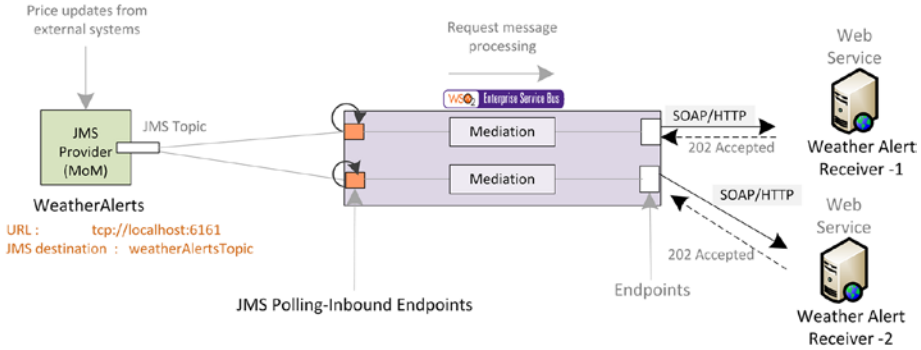 Price updates from
external systems
Request message
processing
WSO2 Enterprise Service Bus
Web
Service
JMS
Provider
(MoM)
JMS Topic
Mediation
SOAP/HTTP
202 Accepted
Weather Alert
Receiver -1
Mediation
WeatherAlerts
URL : tcp://localhost:6161
JMS destination : weatherAlertsTopic
SOAP/HTTP
Web
Service
202 Accepted
JMS Polling-Inbound Endpoints
Endpoints
Weather Alert
Receiver -2